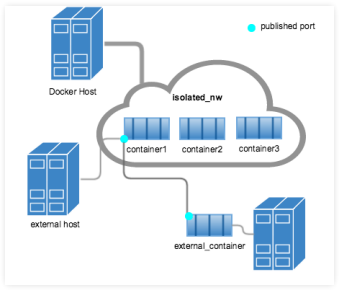 published port
Docker Host
isolated_nw
container1
container2
container3
external host
external_container